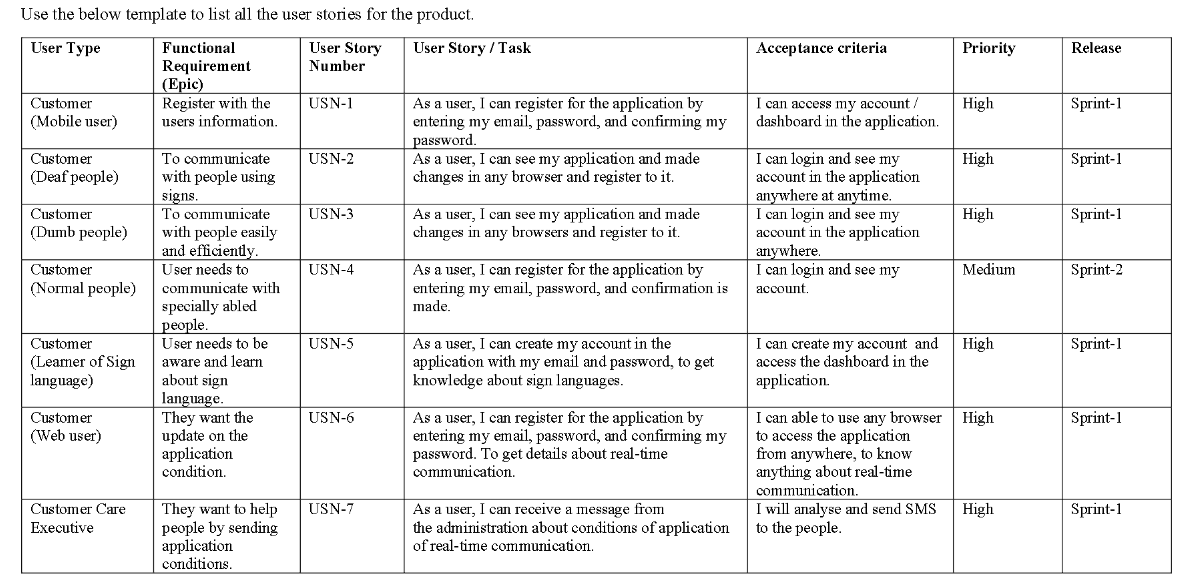 Use the below template to list all the user stories for the product.
User Type
Functional
Requirement
(Epic)
User Story
Number
User Story / Task
Acceptance criteria
Priority
Release
Customer
(Mobile user)
Register with the
users information.
USN-1
As a user, I can register for the application by
entering my email, password, and confirming my
password.
I can access my account /
dashboard in the application.
High
Sprint-1
Customer
(Deaf people)
To communicate
with people using
signs.
USN-2
As a user, I can see my application and made
changes in any browser and register to it.
I can login and see my
account in the application
anywhere at anytime.
High
Sprint-1
Customer
(Dumb people)
To communicate
with people easily
and efficiently.
USN-3
As a user, I can see my application and made
changes in any browsers and register to it.
I can login and see my
account in the application
anywhere.
High
Sprint-1
Customer
(Normal people)
User needs to
communicate with
specially abled
people.
USN-4
As a user, I can register for the application by
entering my email, password, and confirmation is
made.
I can login and see my
account.
Medium
Sprint-2
Customer
(Learner of Sign
language)
User needs to be
aware and learn
about sign
language.
USN-5
As a user, I can create my account in the
application with my email and password, to get
knowledge about sign languages.
I can create my account and
access the dashboard in the
application.
High
Sprint-1
Customer
(Web user)
They want the
update on the
application
condition.
USN-6
As a user, I can register for the application by
entering my email, password, and confirming my
password. To get details about real-time
communication.
I can able to use any browser
to access the application
from anywhere, to know
anything about real-time
communication.
High
Sprint-1
Customer Care
Executive
They want to help
people by sending
application
conditions.
USN-7
As a user, I can receive a message from
the administration about conditions of application
of real-time communication.
I will analyse and send SMS
to the people.
High
Sprint-1